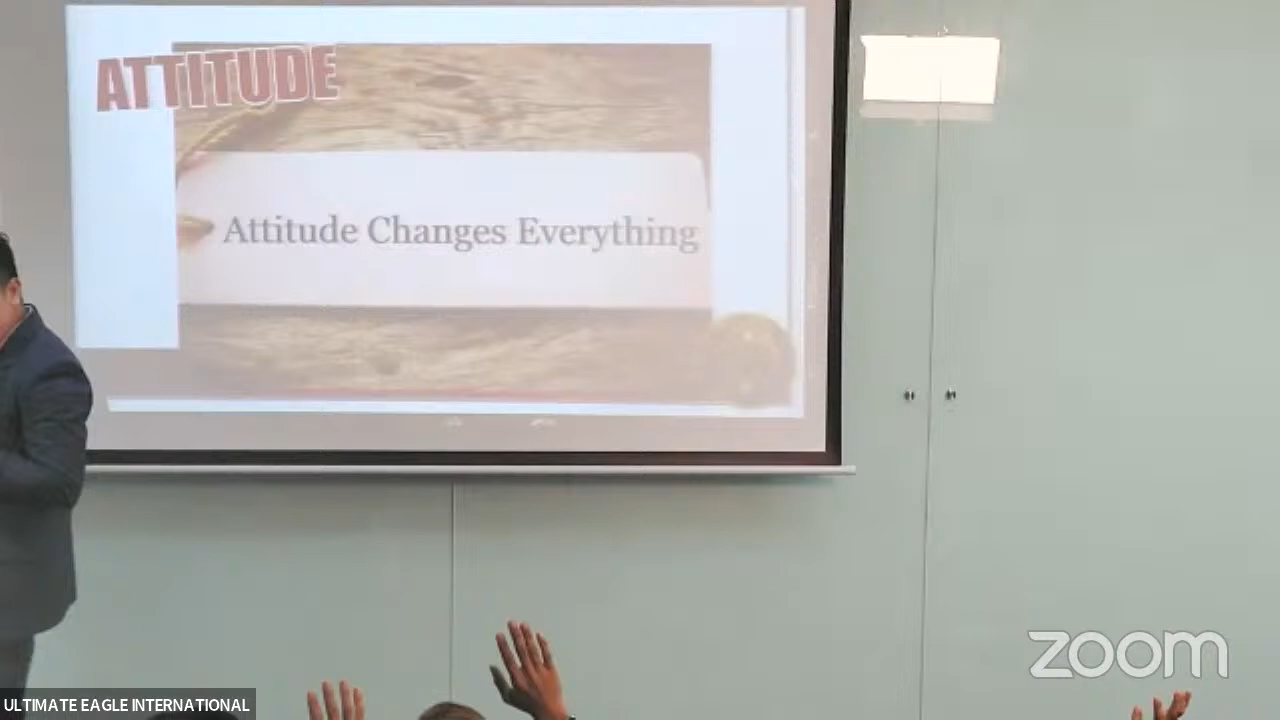 ATTITUDE
Attitude Changes Everything
zoom
ULTIMATE EAGLE INTERNATIONAL